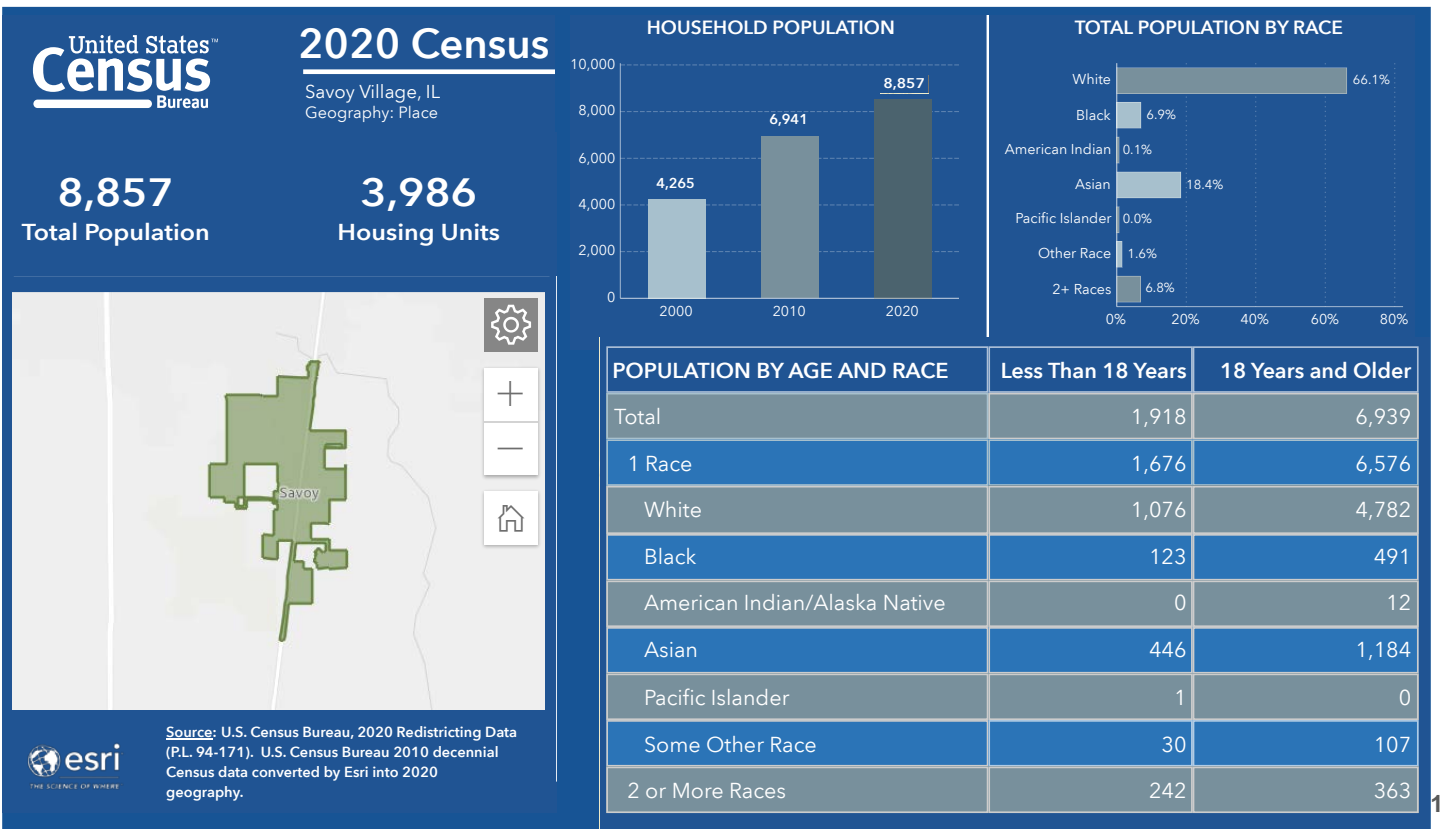 United States™
Census
Bureau
2020 Census
Savoy Village, IL
Geography: Place
8,857
Total Population
3,986
Housing Units
HOUSEHOLD POPULATION
10,000
8,000
6,000
4,000
2,000
0
4,265
6,941
8,857
2000 2010 2020
TOTAL POPULATION BY RACE
White 66.1%
Black 6.9%
American Indian 0.1%
Asian 18.4%
Pacific Islander 0.0%
Other Race 1.6%
2+ Races 6.8%
0% 20% 40% 60% 80%
Savoy
POPULATION BY AGE AND RACE Less Than 18 Years 18 Years and Older
Total 1,918 6,939
1 Race 1,676 6,576
White 1,076 4,782
Black 123 491
American Indian/Alaska Native 0 12
Asian 446 1,184
Pacific Islander 1 0
Some Other Race 30 107
2 or More Races 242 363
esri
THE SCIENCE OF WHERE
Source: U.S. Census Bureau, 2020 Redistricting Data
(P.L. 94-171). U.S. Census Bureau 2010 decennial
Census data converted by Esri into 2020
geography.
1